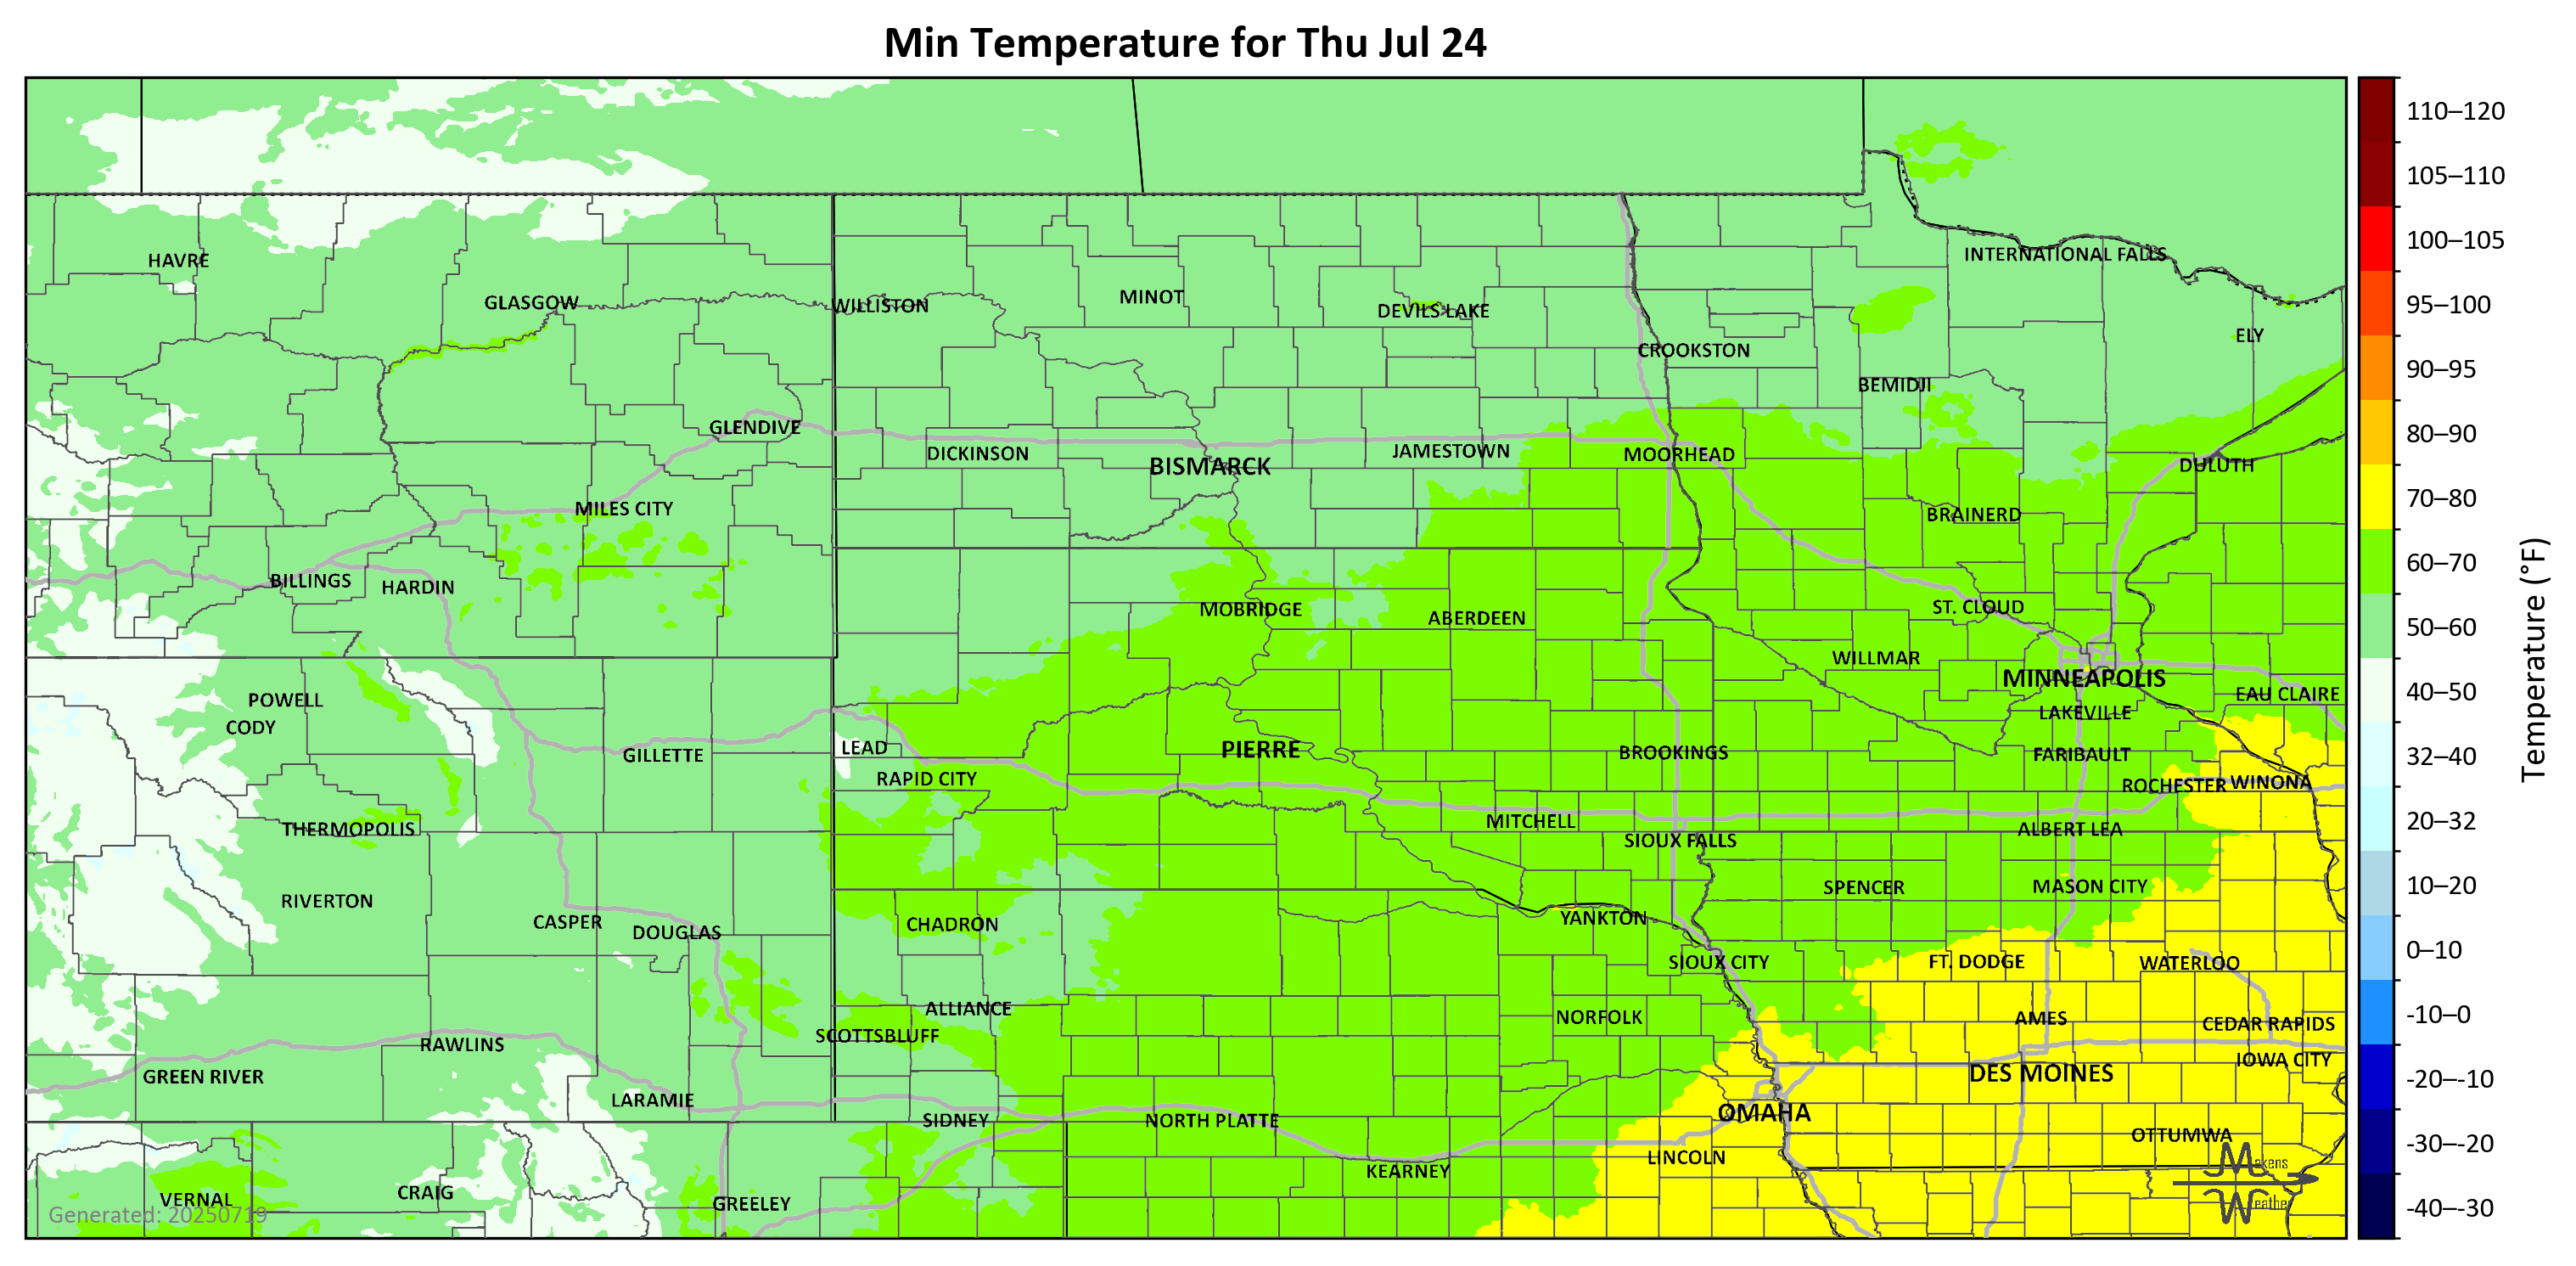 Min Temperature for Thu Jul 24
110–120
105–110
100–105
95–100
90–95
80–90
70–80
60–70
50–60
40–50
32–40
20–32
10–20
0–10
-10–0
-20–-10
-30–-20
-40–-30
Temperature (°F)
INTERNATIONAL FALLS
HAVRE
GLASGOW
WILLISTON
MINOT
DEVILS LAKE
ELY
CROOKSTON
BEMIDJI
GLENDIVE
DICKINSON
BISMARCK
JAMESTOWN
MOORHEAD
DULUTH
MILES CITY
BRAINERD
BILLINGS
HARDIN
MOBRIDGE
ABERDEEN
ST. CLOUD
WILLMAR
MINNEAPOLIS
EAU CLAIRE
POWELL
CODY
LAKEVILLE
GILLETTE
LEAD
PIERRE
BROOKINGS
FARIBAULT
RAPID CITY
ROCHESTER
WINONA
THERMOPOLIS
MITCHELL
SIOUX FALLS
ALBERT LEA
RIVERTON
SPENCER
MASON CITY
CASPER
DOUGLAS
CHADRON
YANKTON
SIOUX CITY
FT. DODGE
WATERLOO
ALLIANCE
NORFOLK
AMES
CEDAR RAPIDS
SCOTTSBLUFF
RAWLINS
IOWA CITY
GREEN RIVER
DES MOINES
LARAMIE
SIDNEY
NORTH PLATTE
OMAHA
OTTUMWA
LINCOLN
KEARNEY
VERNAL
CRAIG
GREELEY
Makens
Weather
Generated: 20250719